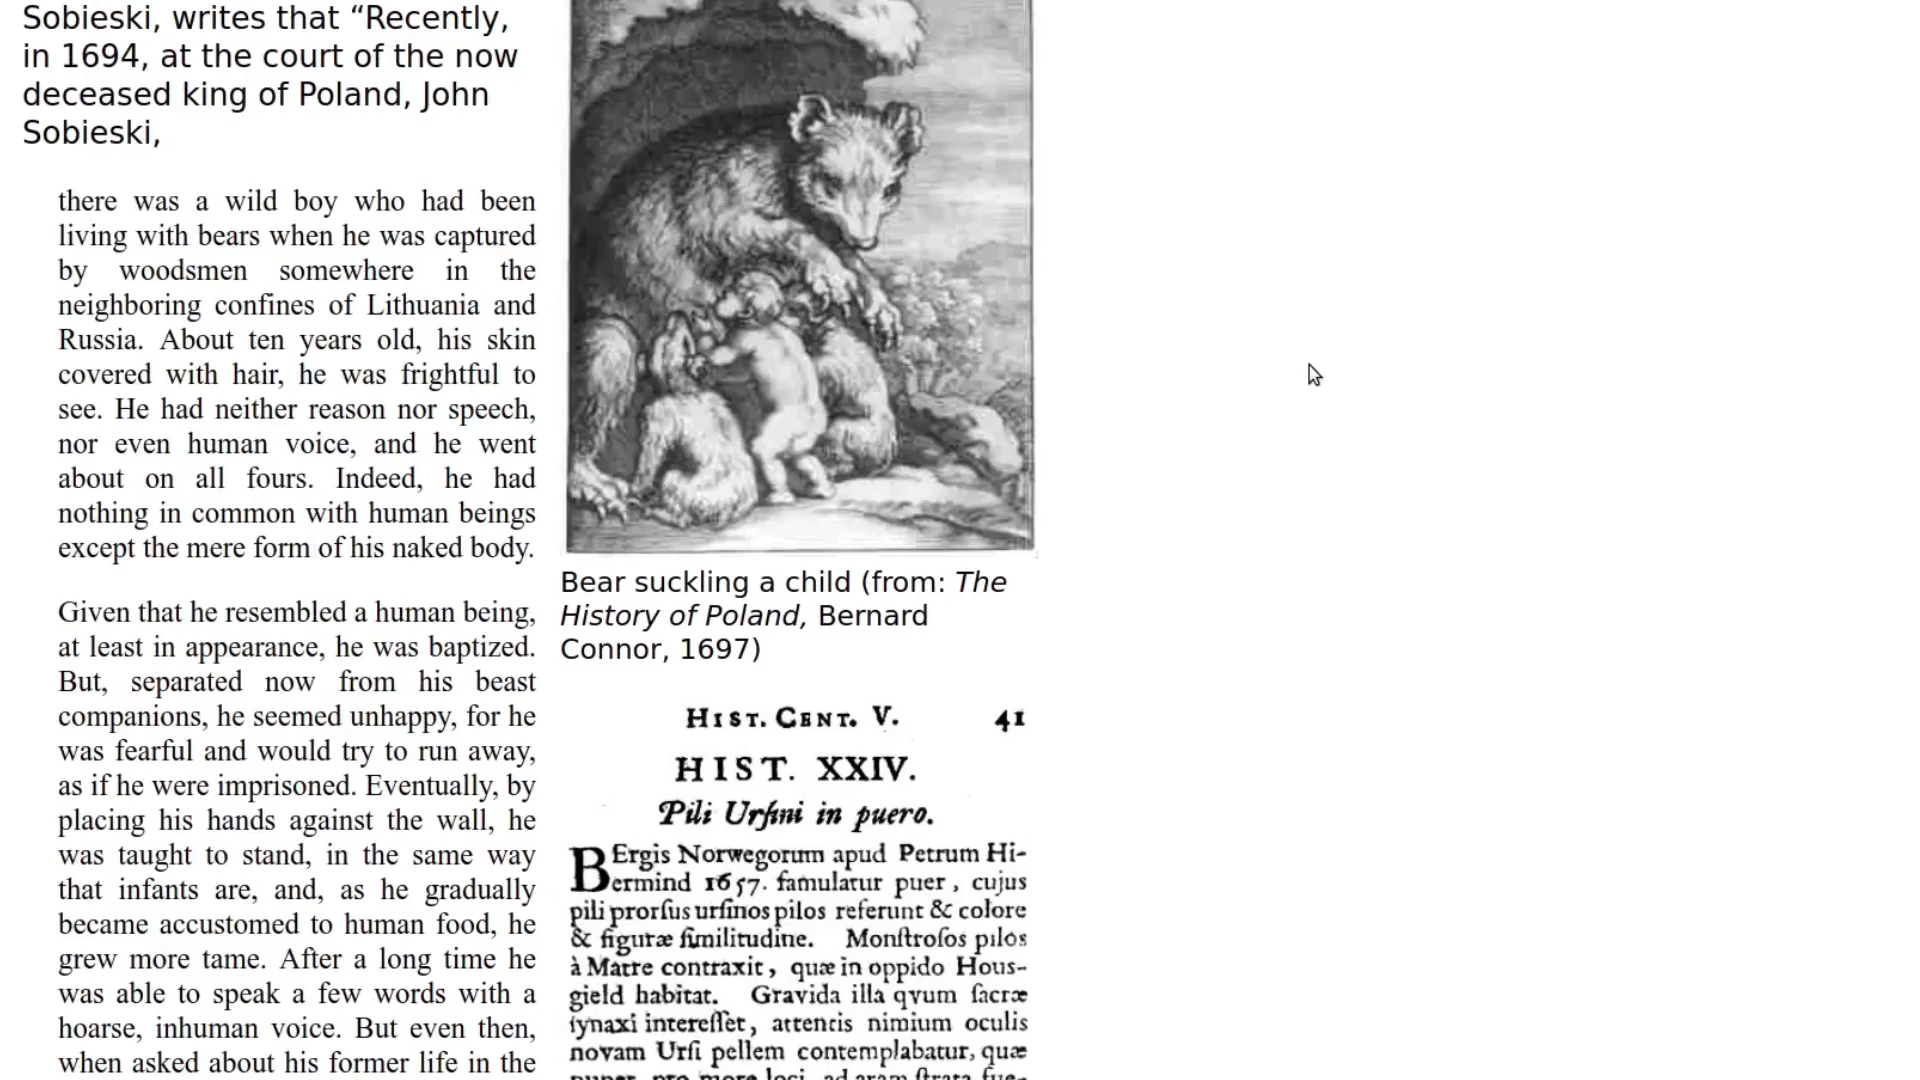 Sobieski, writes that “Recently,
in 1694, at the court of the now
deceased king of Poland, John
Sobieski,
there was a wild boy who had been
living with bears when he was captured
by woodsmen somewhere in the
neighboring confines of Lithuania and
Russia. About ten years old, his skin
covered with hair, he was frightful to
see. He had neither reason nor speech,
nor even human voice, and he went
about on all fours. Indeed, he had
nothing in common with human beings
except the mere form of his naked body.
Given that he resembled a human being,
at least in appearance, he was baptized.
But, separated now from his beast
companions, he seemed unhappy, for he
was fearful and would try to run away,
as if he were imprisoned. Eventually, by
placing his hands against the wall, he
was taught to stand, in the same way
that infants are, and, as he gradually
became accustomed to human food, he
grew more tame. After a long time he
was able to speak a few words with a
hoarse, inhuman voice. But even then,
when asked about his former life in the
Bear suckling a child (from: The
History of Poland, Bernard
Connor, 1697)
HIST. CENT. V. 41
HIST. XXIV.
Pili Urſini in puero.
BErgis Norwegorum apud Petrum Hi-
ermind 1657. famulatur puer, cujus
pili prorſus urſinos pilos referunt & colore
& figuræ ſimilitudine. Monſtroſos pilos
à Matre contraxit, quæ in oppido Hous-
gield habitat. Gravida illa qvum ſacræ
ſynaxi intereſſet, attentis nimium oculis
novam Urſi pellem contemplabatur, quæ
nuper, pro more loci, ad aram ſtrata fue-